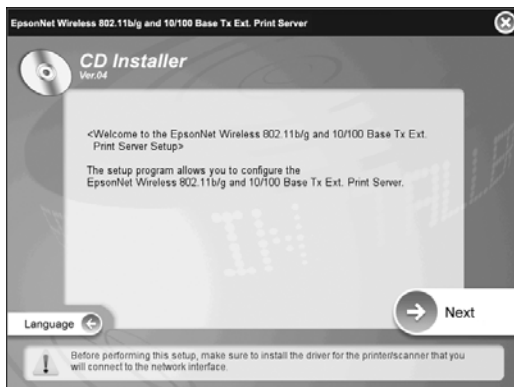 EpsonNet Wireless 802.11b/g and 10/100 Base Tx Ext. Print Server
CD Installer
Ver.04
<Welcome to the EpsonNet Wireless 802.11b/g and 10/100 Base Tx Ext.
Print Server Setup>
The setup program allows you to configure the
EpsonNet Wireless 802.11b/g and 10/100 Base Tx Ext. Print Server.
Next
Language
Before performing this setup, make sure to install the driver for the printer/scanner that you
will connect to the network interface.